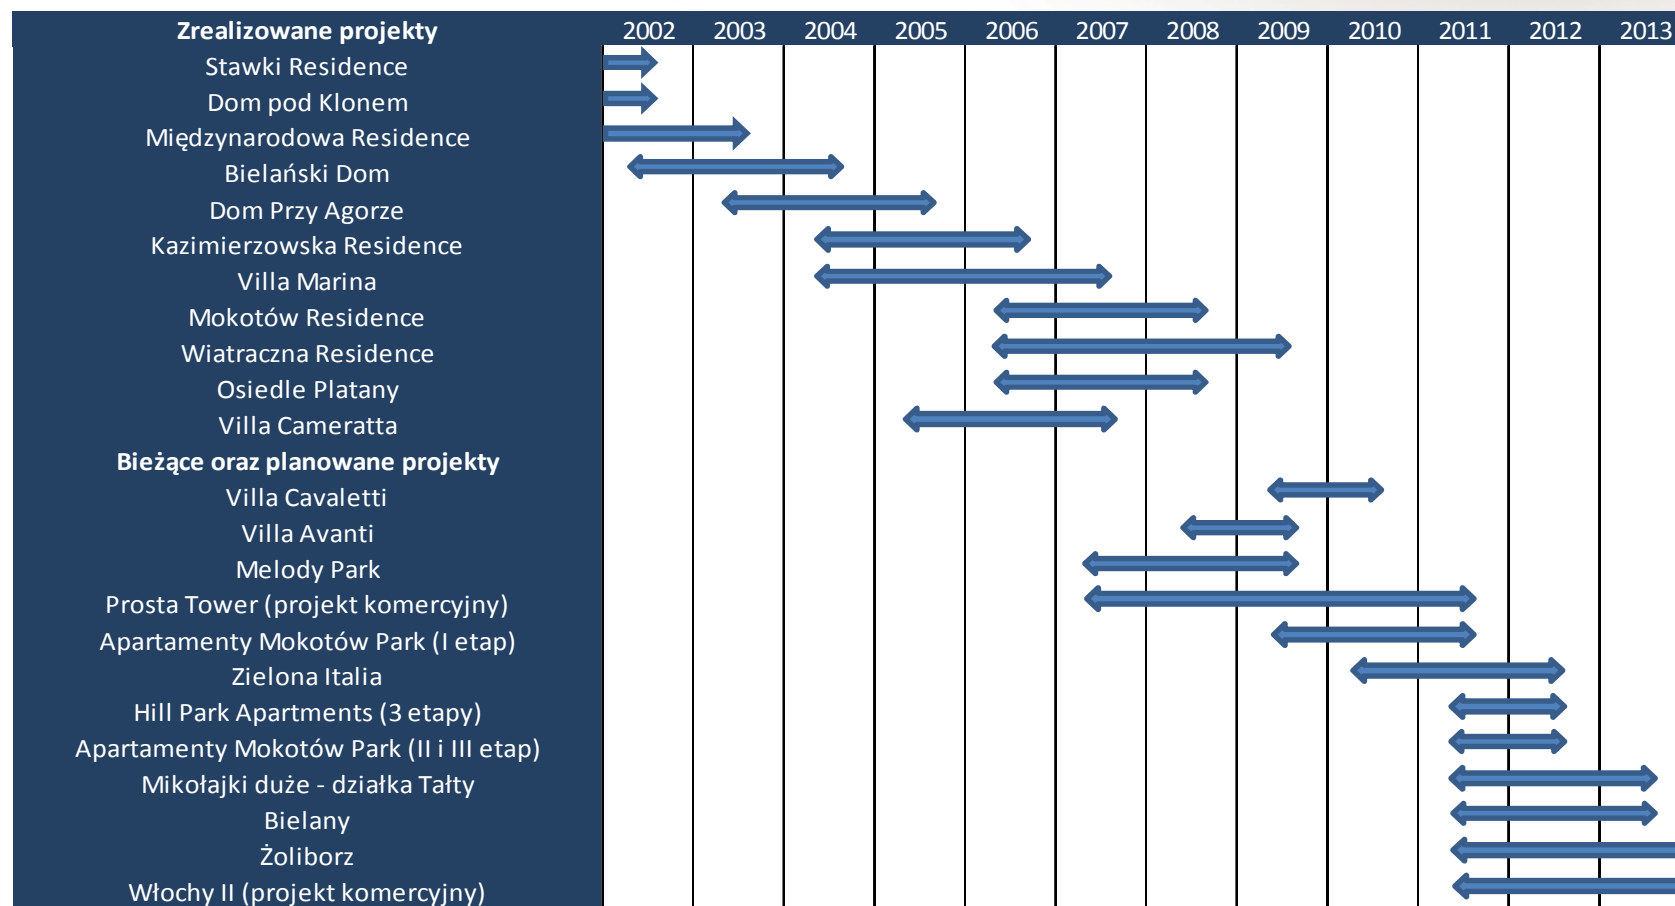 Zrealizowane projekty 2002 2003 2004 2005 2006 2007 2008 2009 2010 2011 2012 2013
Stawki Residence
Dom pod Klonem
Międzynarodowa Residence
Bielański Dom
Dom Przy Agorze
Kazimierzowska Residence
Villa Marina
Mokotów Residence
Wiatraczna Residence
Osiedle Platany
Villa Cameratta
Bieżące oraz planowane projekty
Villa Cavaletti
Villa Avanti
Melody Park
Prosta Tower (projekt komercyjny)
Apartamenty Mokotów Park (I etap)
Zielona Italia
Hill Park Apartments (3 etapy)
Apartamenty Mokotów Park (II i III etap)
Mikołajki duże - działka Tałty
Bielany
Żoliborz
Włochy II (projekt komercyjny)